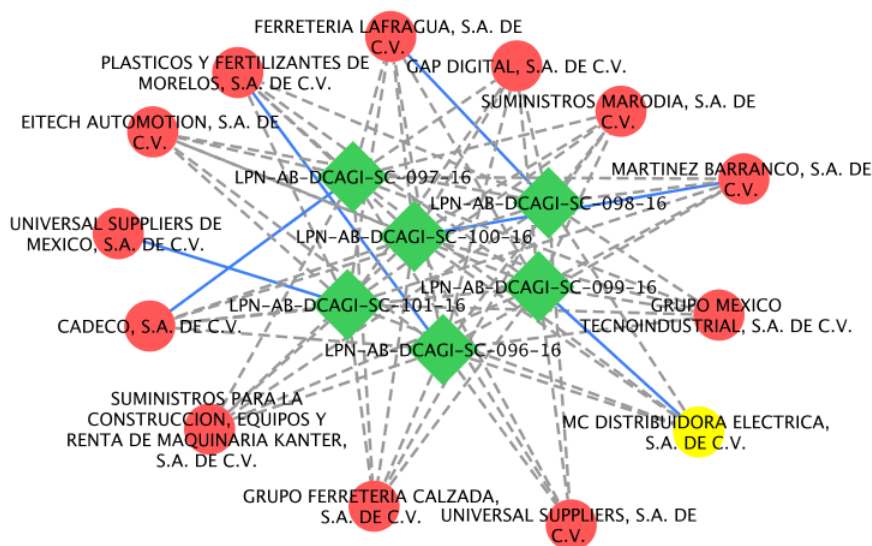 FERRETERIA LAFRAGUA, S.A. DE
C.V.
PLASTICOS Y FERTILIZANTES DE
MORELOS, S.A. DE C.V.
GAP DIGITAL, S.A. DE C.V.
SUMINISTROS MARODIA, S.A. DE
C.V.
EITECH AUTOMOTION, S.A. DE
C.V.
MARTINEZ BARRANCO, S.A. DE
C.V.
LPN-AB-DCAGI-SC-097-16
LPN-AB-DCAGI-SC-098-16
UNIVERSAL SUPPLIERS DE
MEXICO, S.A. DE C.V.
LPN-AB-DCAGI-SC-100-16
LPN-AB-DCAGI-SC-099-16
LPN-AB-DCAGI-SC-101-16
GRUPO MEXICO
TECNOINDUSTRIAL, S.A. DE C.V.
CADECO, S.A. DE C.V.
LPN-AB-DCAGI-SC-096-16
SUMINISTROS PARA LA
CONSTRUCCION, EQUIPOS Y
RENTA DE MAQUINARIA KANTER,
S.A. DE C.V.
MC DISTRIBUIDORA ELECTRICA,
S.A. DE C.V.
GRUPO FERRETERIA CALZADA,
S.A. DE C.V.
UNIVERSAL SUPPLIERS, S.A. DE
C.V.